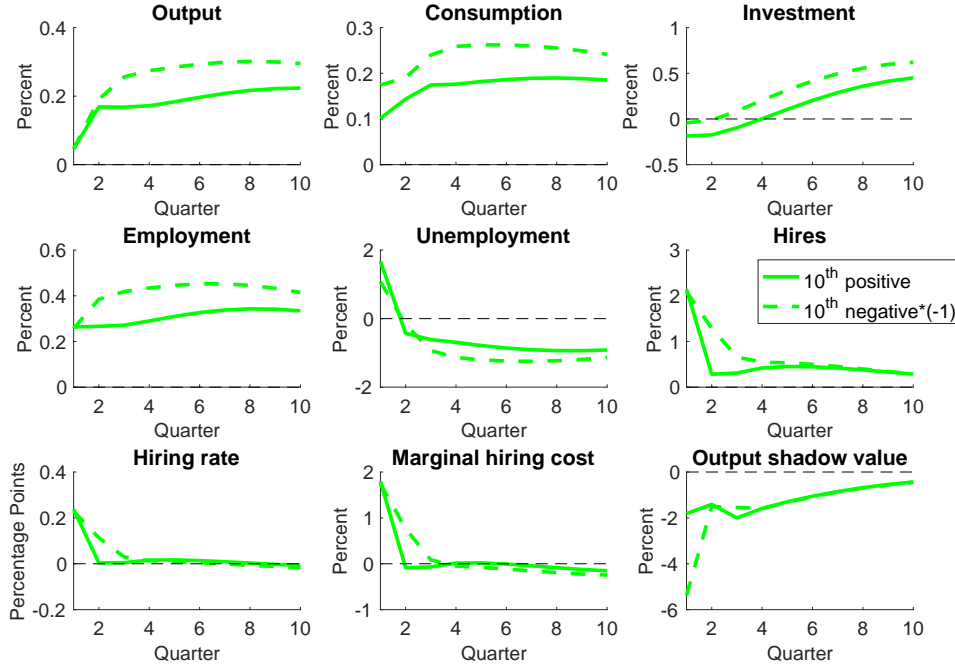 Output
Consumption
Investment
0.4
0.2
0
Percent
2 4 6 8 10
Quarter
0.3
0.2
0.1
0
Percent
2 4 6 8 10
Quarter
1
0.5
0
-0.5
Percent
2 4 6 8 10
Quarter
Employment
Unemployment
Hires
0.6
0.4
0.2
0
Percent
2 4 6 8 10
Quarter
2
0
-2
Percent
2 4 6 8 10
Quarter
3
2
1
0
Percent
2 4 6 8 10
Quarter
10th positive
10th negative*(-1)
Hiring rate
Marginal hiring cost
Output shadow value
0.4
0.2
0
-0.2
Percentage Points
2 4 6 8 10
Quarter
2
1
0
-1
Percent
2 4 6 8 10
Quarter
0
-2
-4
-6
Percent
2 4 6 8 10
Quarter